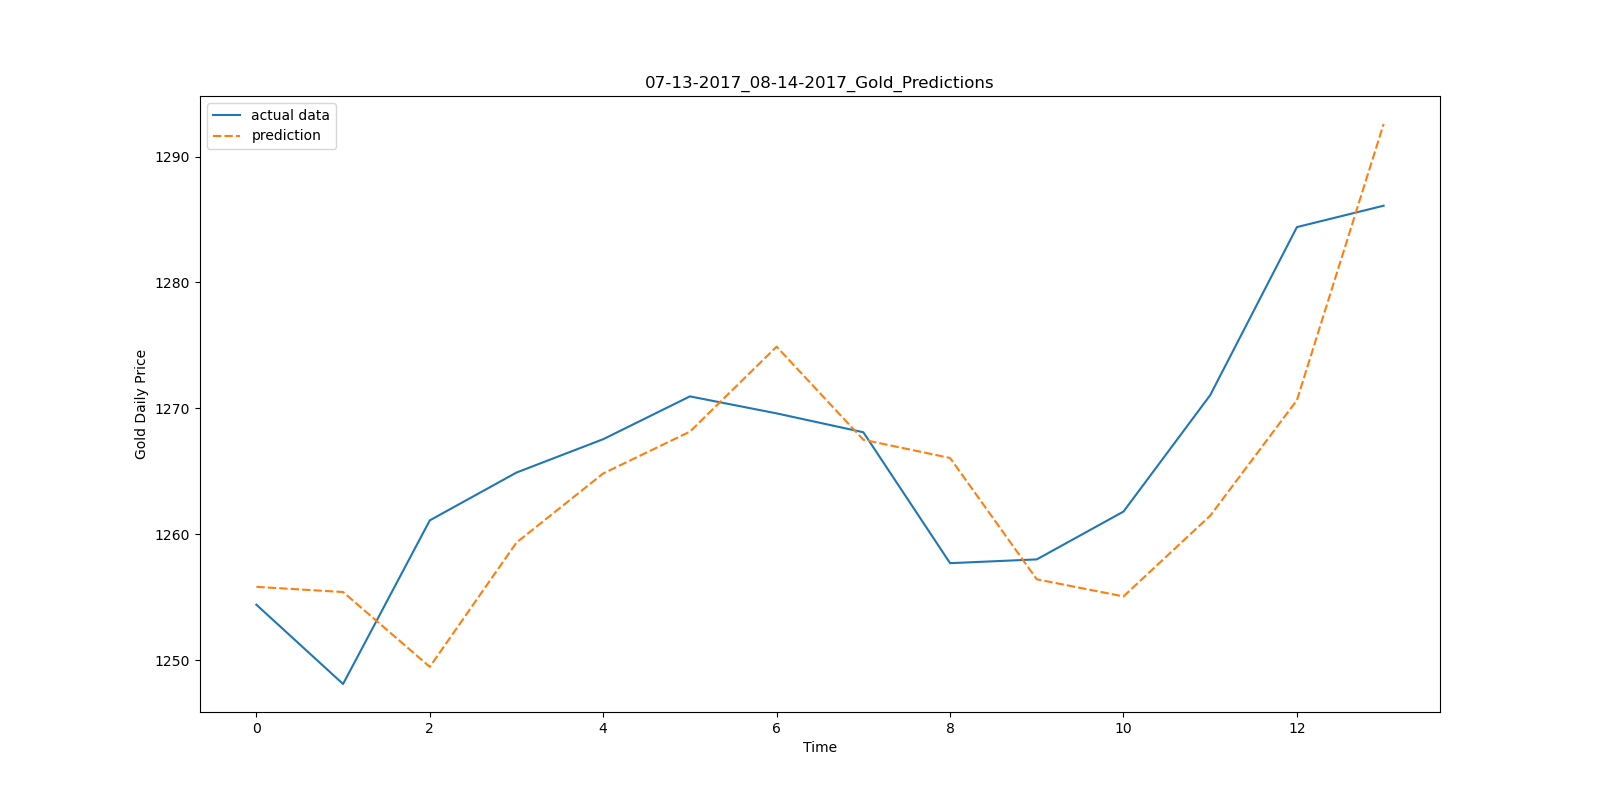 07-13-2017_08-14-2017_Gold_Predictions
actual data
prediction
1290
1280
1270
1260
1250
Gold Daily Price
0 2 4 6 8 10 12
Time